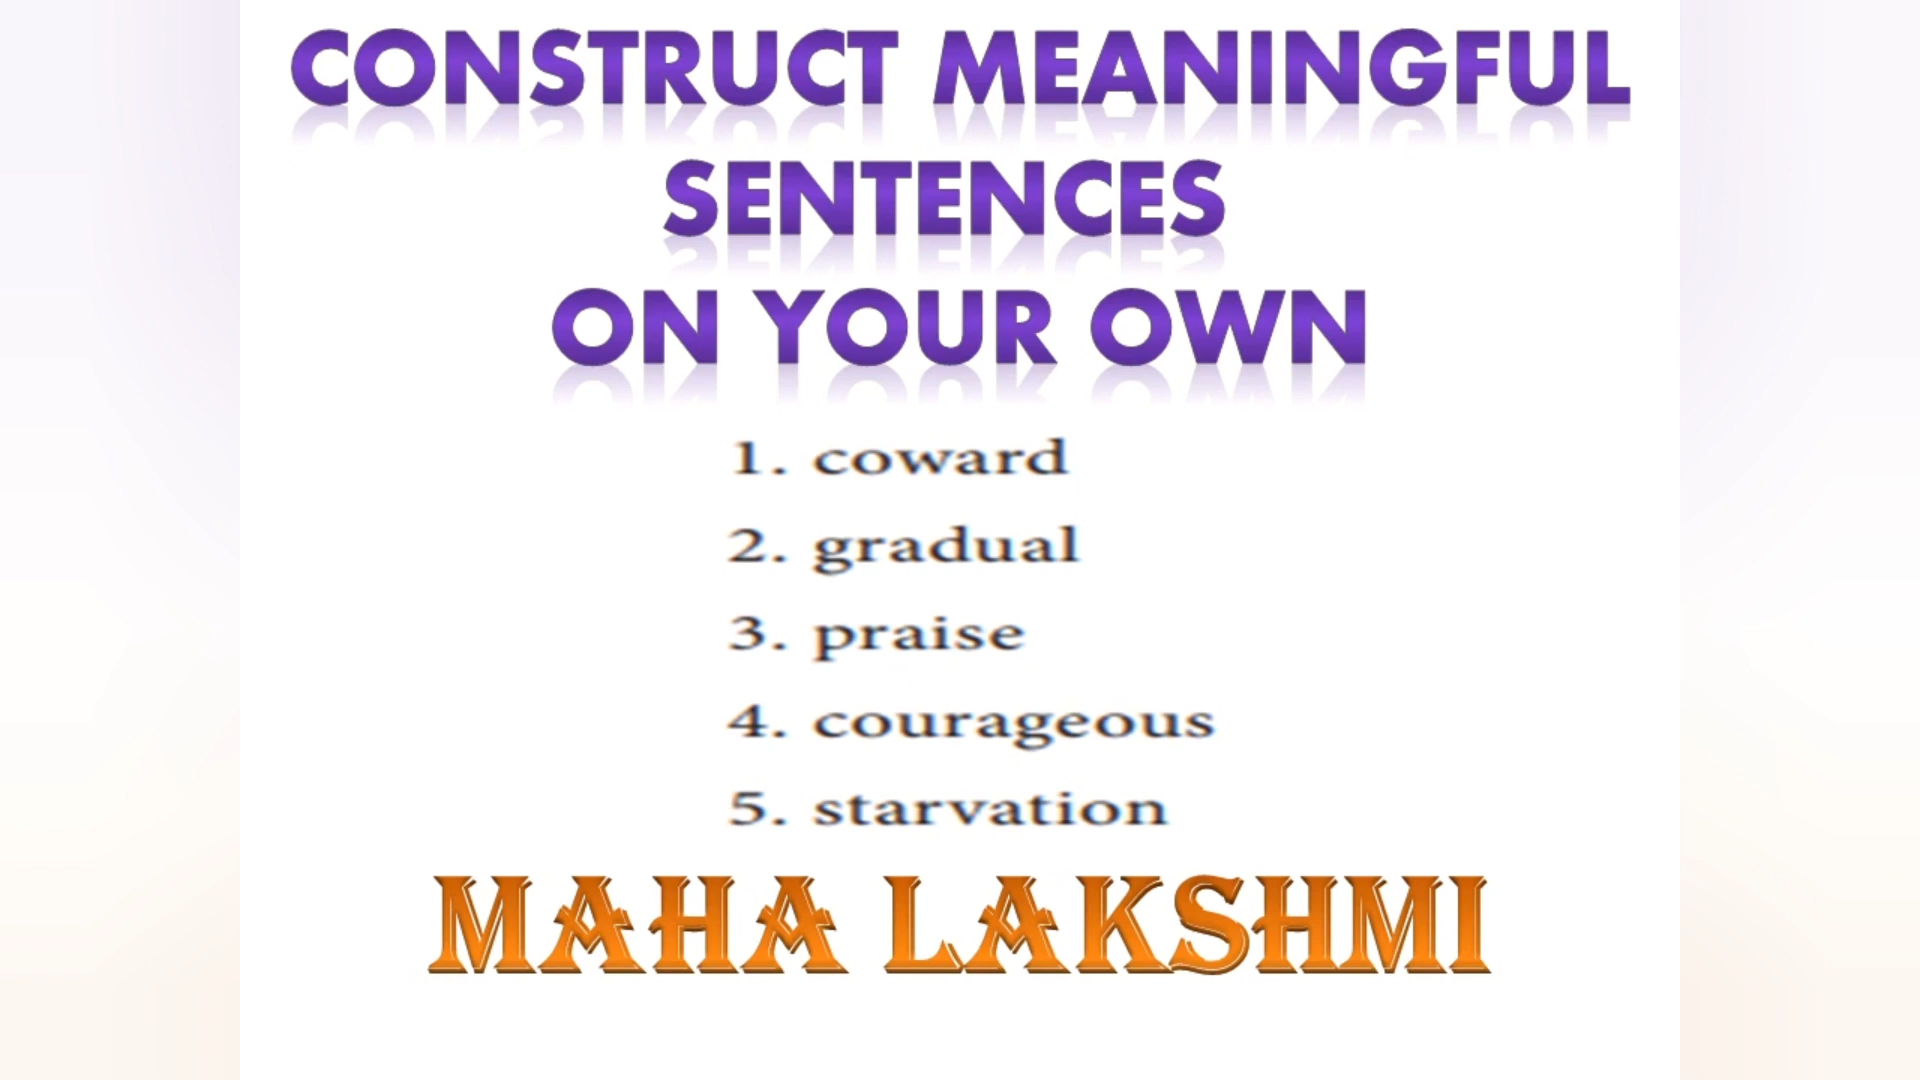 CONSTRUCT MEANINGFUL
SENTENCES
ON YOUR OWN
1. coward
2. gradual
3. praise
4. courageous
5. starvation
MAHA LAKSHMI